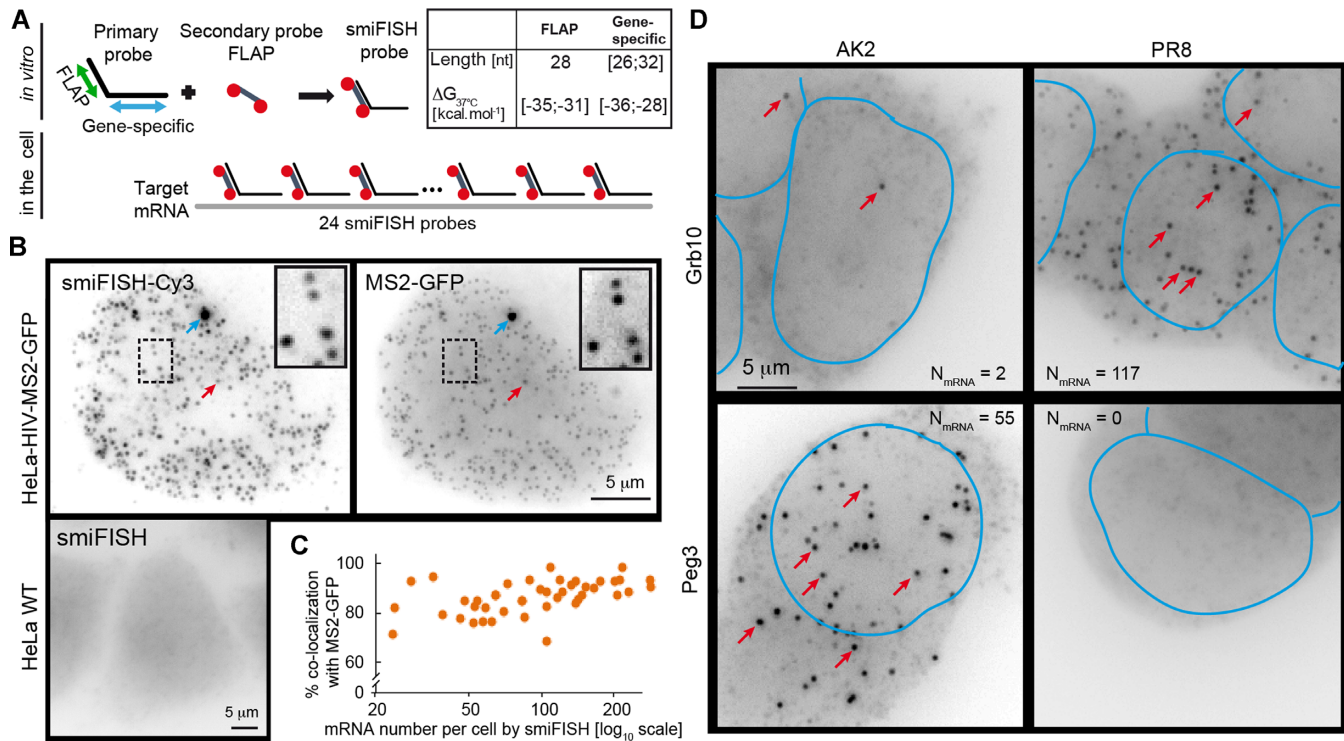 A
in vitro
Primary
probe
FLAP
Gene-specific
Secondary probe
FLAP
smiFISH
probe
FLAP
Gene-
specific
Length [nt]
28
[26;32]
ΔG37°C
[kcal.mol-1]
[-35;-31]
[-36;-28]
in the cell
Target
mRNA
24 smiFISH probes
B
HeLa-HIV-MS2-GFP
smiFISH-Cy3
MS2-GFP
5 μm
HeLa WT
smiFISH
5 μm
C
% co-localization
with MS2-GFP
100
80
60
0
20
50
100
200
mRNA number per cell by smiFISH [log10 scale]
D
AK2
PR8
Grb10
5 μm
NmRNA = 2
NmRNA = 117
Peg3
NmRNA = 55
NmRNA = 0